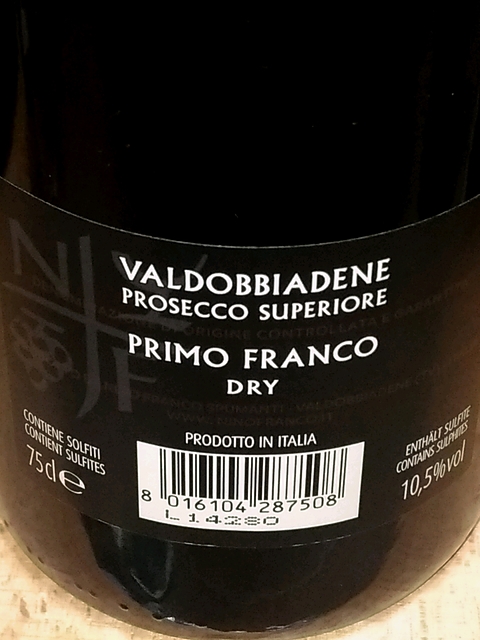 VALDOBBIADENE
PROSECCO SUPERIORE
PRIMO FRANCO
DRY
CONTIENE SOLFITI
CONTIENT SULFITES
75cl e
PRODOTTO IN ITALIA
8 016104 287508
L14280
ENTHÄLT SULFITE
CONTAINS SULPHITES
10,5%vol
N
F